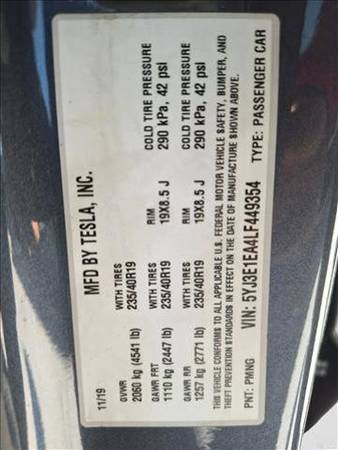 MFD BY TESLA, INC.
11/19
GVWR WITH TIRES RIM COLD TIRE PRESSURE
2060 kg (4541 lb) 235/40R19 19X8.5 J 290 kPa, 42 psi
GAWR FRT WITH TIRES RIM COLD TIRE PRESSURE
1110 kg (2447 lb) 235/40R19 19X8.5 J 290 kPa, 42 psi
GAWR RR
1257 kg (2771 lb) 235/40R19
THIS VEHICLE CONFORMS TO ALL APPLICABLE U.S. FEDERAL MOTOR VEHICLE SAFETY, BUMPER, AND
THEFT PREVENTION STANDARDS IN EFFECT ON THE DATE OF MANUFACTURE SHOWN ABOVE.
VIN: 5YJ3E1EA4LF449354 TYPE: PASSENGER CAR
PNT: PMNG